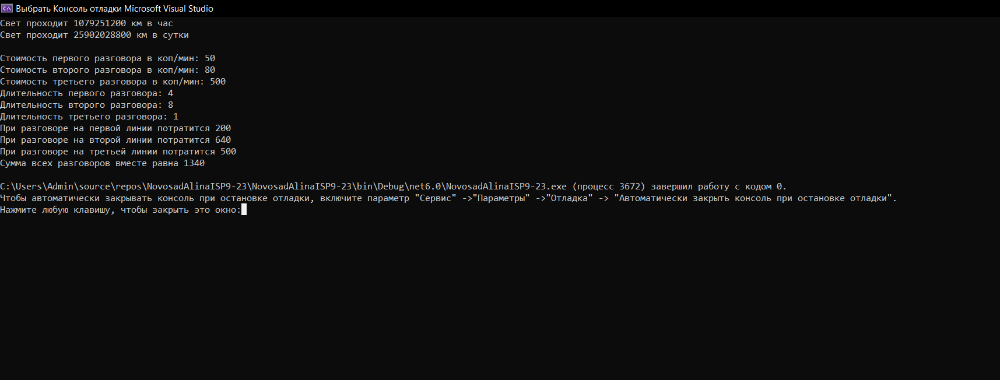 Выбрать Консоль отладки Microsoft Visual Studio
Свет проходит 1079251200 км в час
Свет проходит 25902028800 км в сутки
Стоимость первого разговора в коп/мин: 50
Стоимость второго разговора в коп/мин: 80
Стоимость третьего разговора в коп/мин: 500
Длительность первого разговора: 4
Длительность второго разговора: 8
Длительность третьего разговора: 1
При разговоре на первой линии потратится 200
При разговоре на второй линии потратится 640
При разговоре на третьей линии потратится 500
Сумма всех разговоров вместе равна 1340
C:\Users\Admin\source\repos\NovosadAlinaISP9-23\NovosadAlinaISP9-23\bin\Debug\net6.0\NovosadAlinaISP9-23.exe (процесс 3672) завершил работу с кодом 0.
Чтобы автоматически закрывать консоль при остановке отладки, включите параметр "Сервис" ->"Параметры" ->"Отладка" -> "Автоматически закрыть консоль при остановке отладки".
Нажмите любую клавишу, чтобы закрыть это окно: